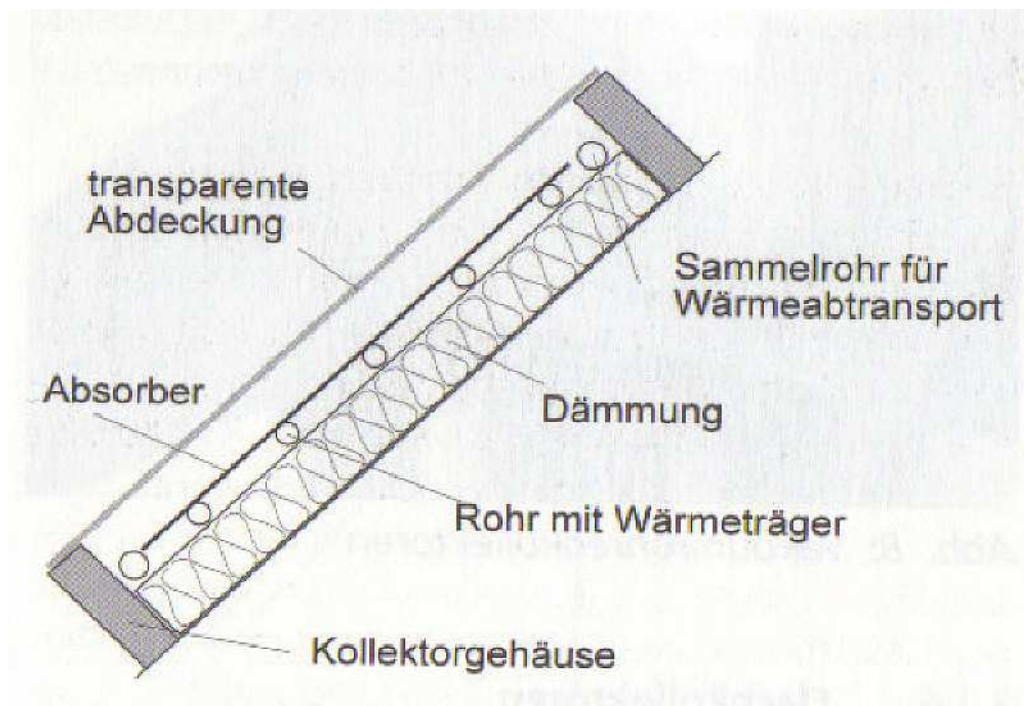 transparente
Abdeckung
Sammelrohr für
Wärmeabtransport
Absorber
Dämmung
Rohr mit Wärmeträger
Kollektorgehäuse